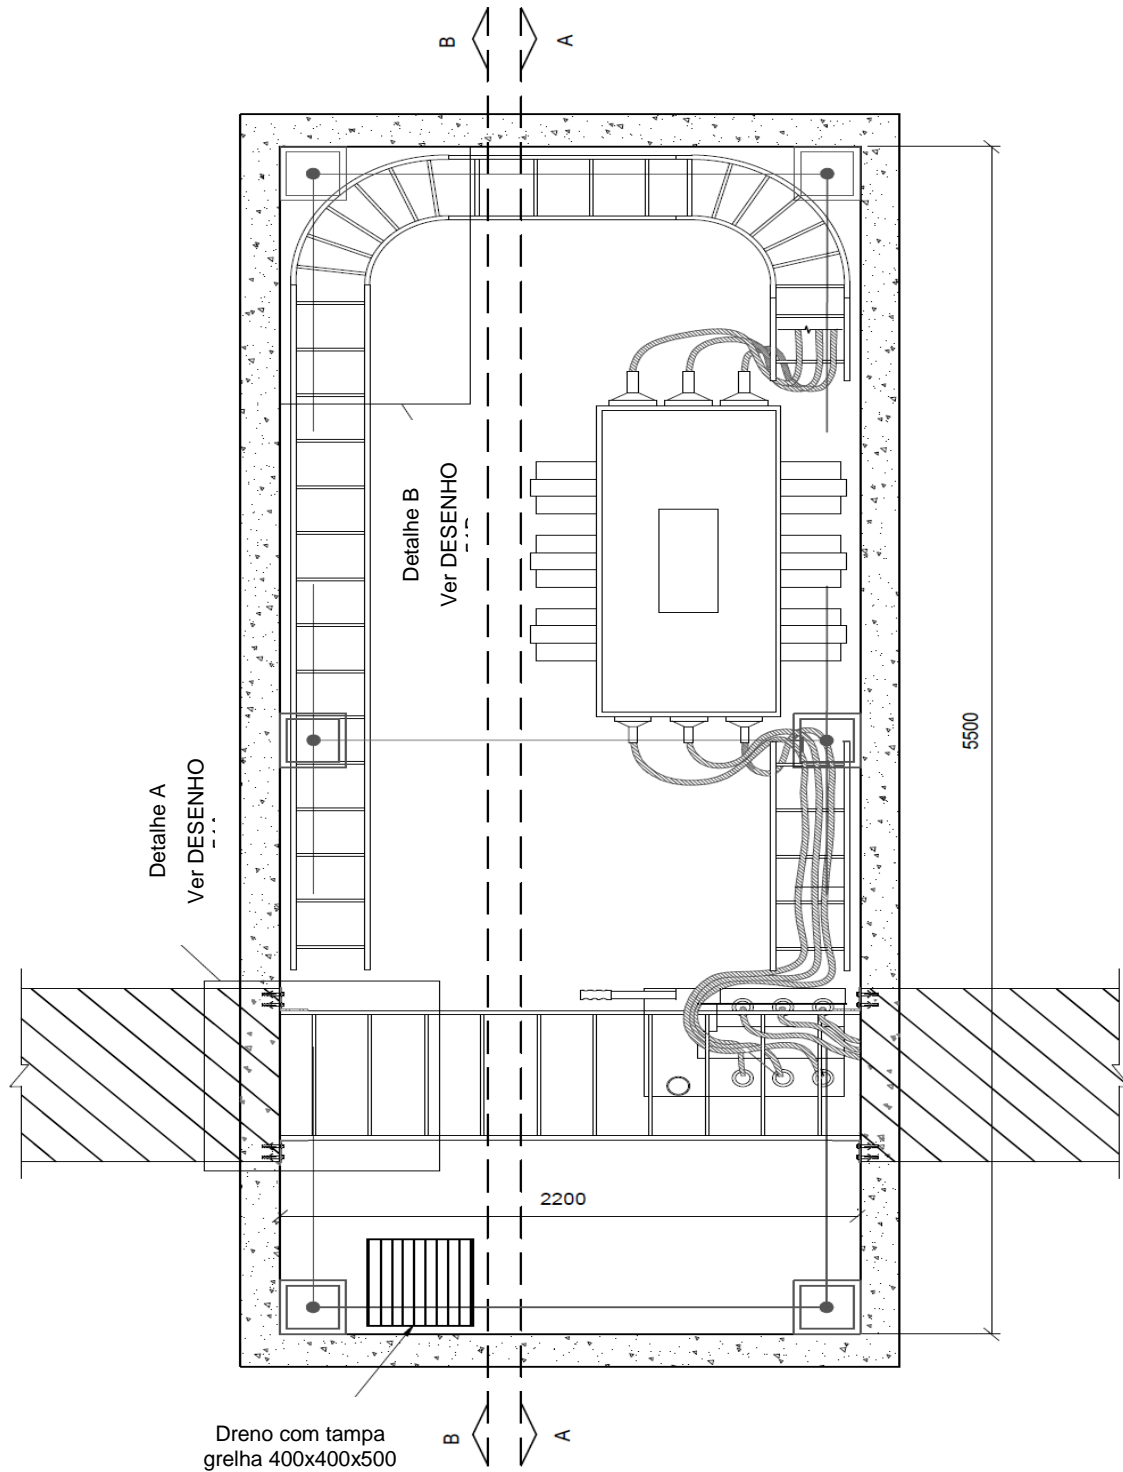 B
A
Detalhe B
Ver DESENHO
5500
Detalhe A
Ver DESENHO
2200
Dreno com tampa
grelha 400x400x500
B
A